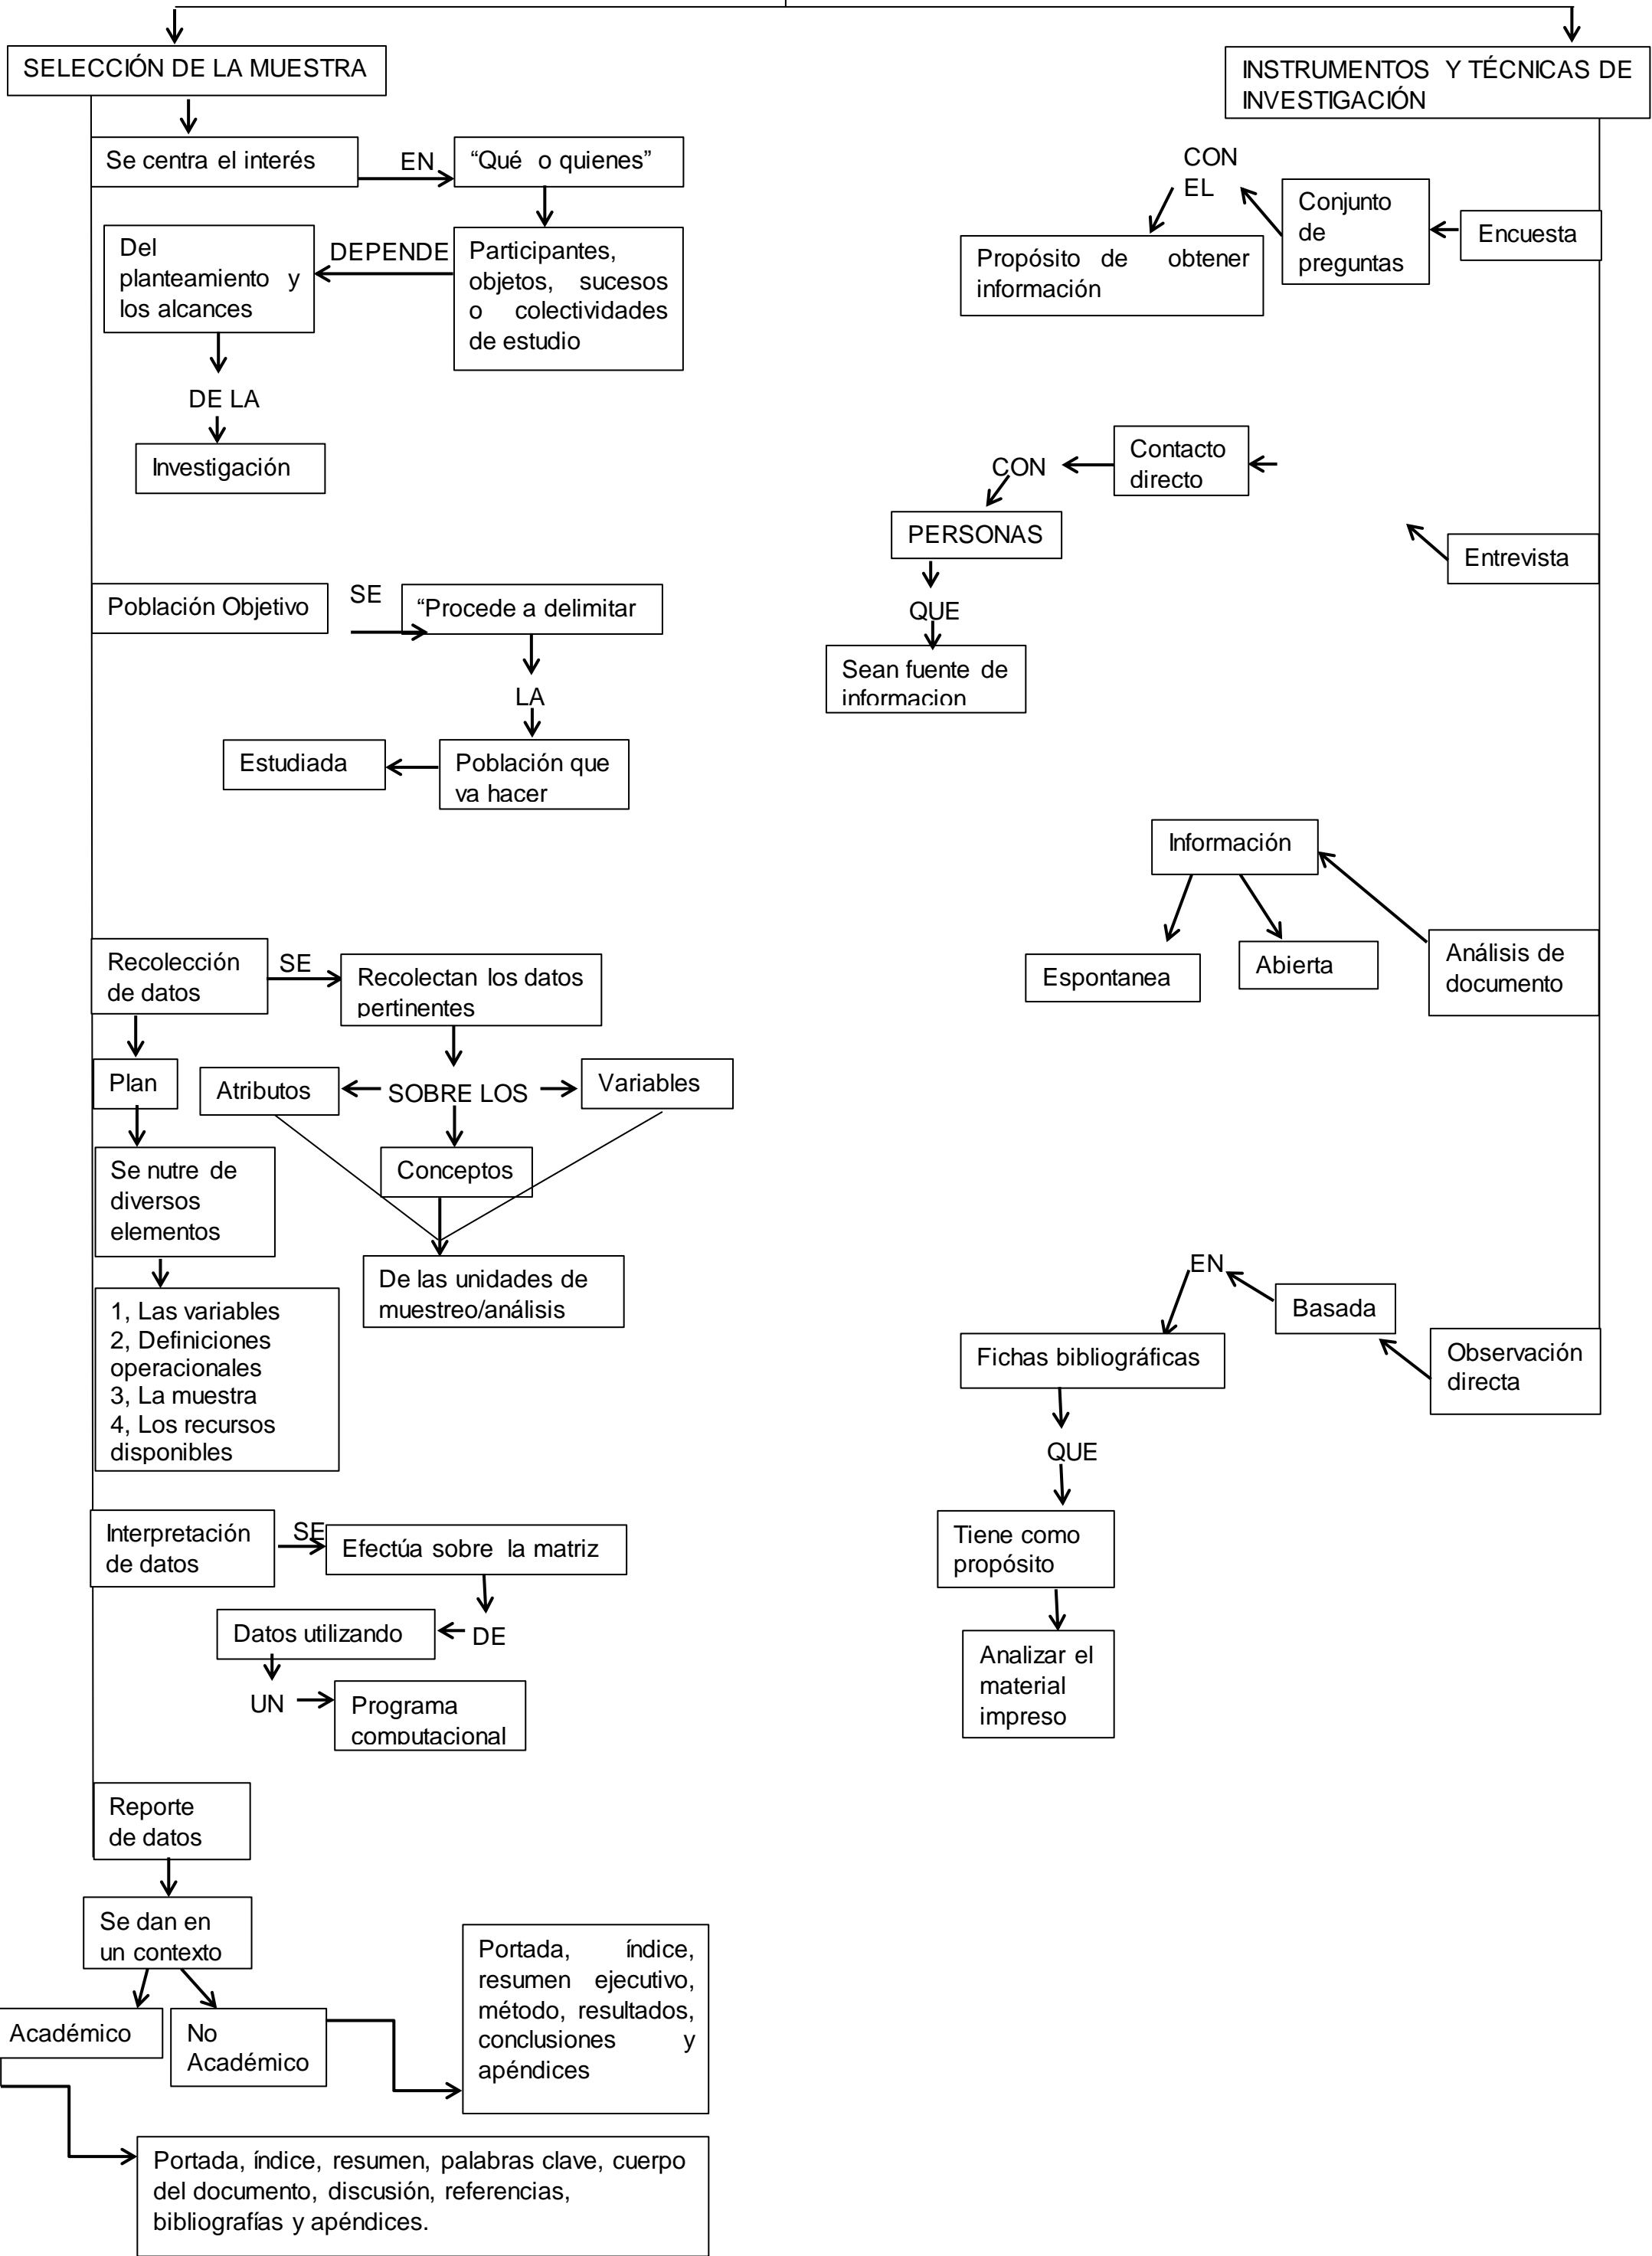 SELECCIÓN DE LA MUESTRA
Se centra el interés
EN
“Qué o quienes”
Del
planteamiento y
los alcances
DEPENDE
Participantes,
objetos, sucesos
o colectividades
de estudio
DE LA
Investigación
Población Objetivo
SE
“Procede a delimitar
LA
Estudiada
Población que
va hacer
Recolección
de datos
SE
Recolectan los datos
pertinentes
Plan
Atributos
SOBRE LOS
Variables
Se nutre de
diversos
elementos
Conceptos
De las unidades de
muestreo/análisis
1, Las variables
2, Definiciones
operacionales
3, La muestra
4, Los recursos
disponibles
Interpretación
de datos
SE
Efectúa sobre la matriz
Datos utilizando
DE
UN
Programa
computacional
Reporte
de datos
Se dan en
un contexto
Académico
No
Académico
Portada, índice,
resumen ejecutivo,
método, resultados,
conclusiones y
apéndices
Portada, índice, resumen, palabras clave, cuerpo
del documento, discusión, referencias,
bibliografías y apéndices.
INSTRUMENTOS Y TÉCNICAS DE
INVESTIGACIÓN
CON
EL
Conjunto
de
preguntas
Encuesta
Propósito de obtener
información
CON
Contacto
directo
PERSONAS
Entrevista
QUE
Sean fuente de
informacion
Información
Espontanea
Abierta
Análisis de
documento
EN
Basada
Fichas bibliográficas
Observación
directa
QUE
Tiene como
propósito
Analizar el
material
impreso